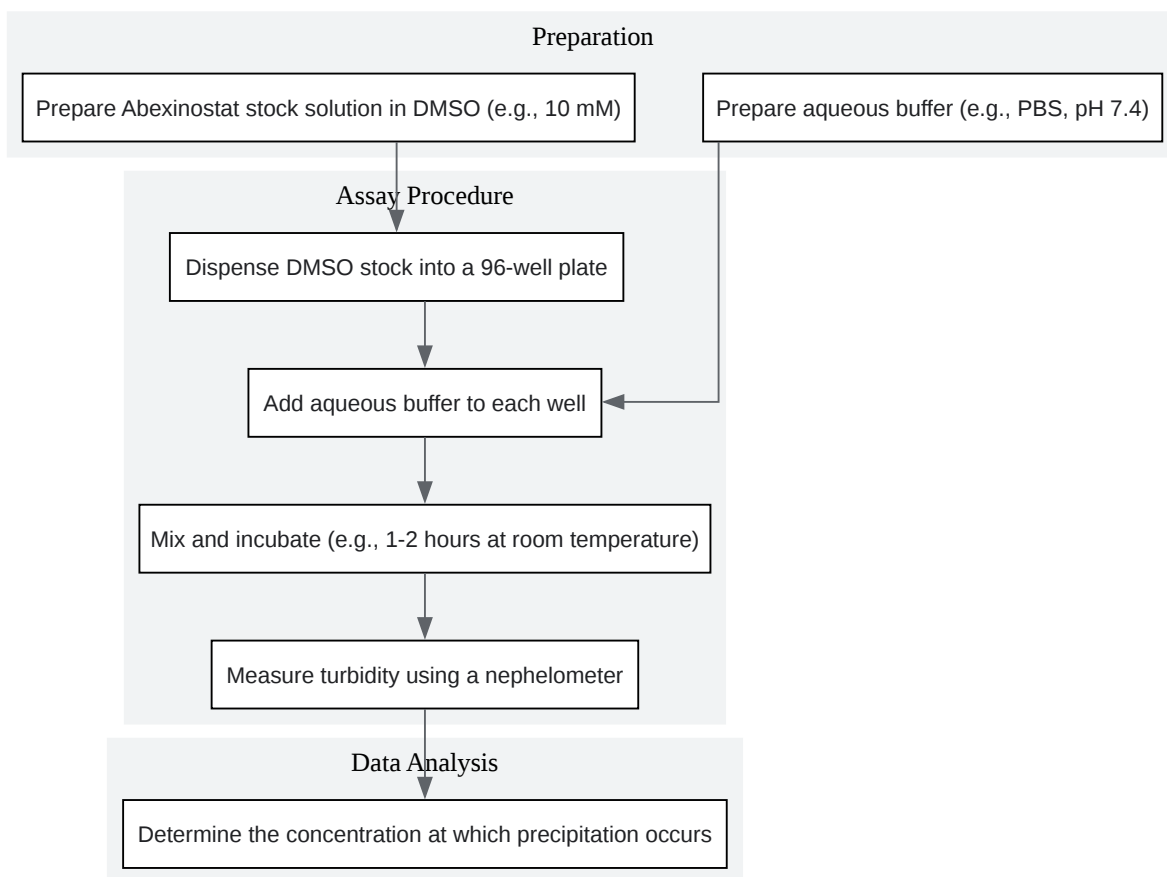 Preparation
Prepare Abexinostat stock solution in DMSO (e.g., 10 mM)
Prepare aqueous buffer (e.g., PBS, pH 7.4)
Assay Procedure
Dispense DMSO stock into a 96-well plate
Add aqueous buffer to each well
Mix and incubate (e.g., 1-2 hours at room temperature)
Measure turbidity using a nephelometer
Data Analysis
Determine the concentration at which precipitation occurs